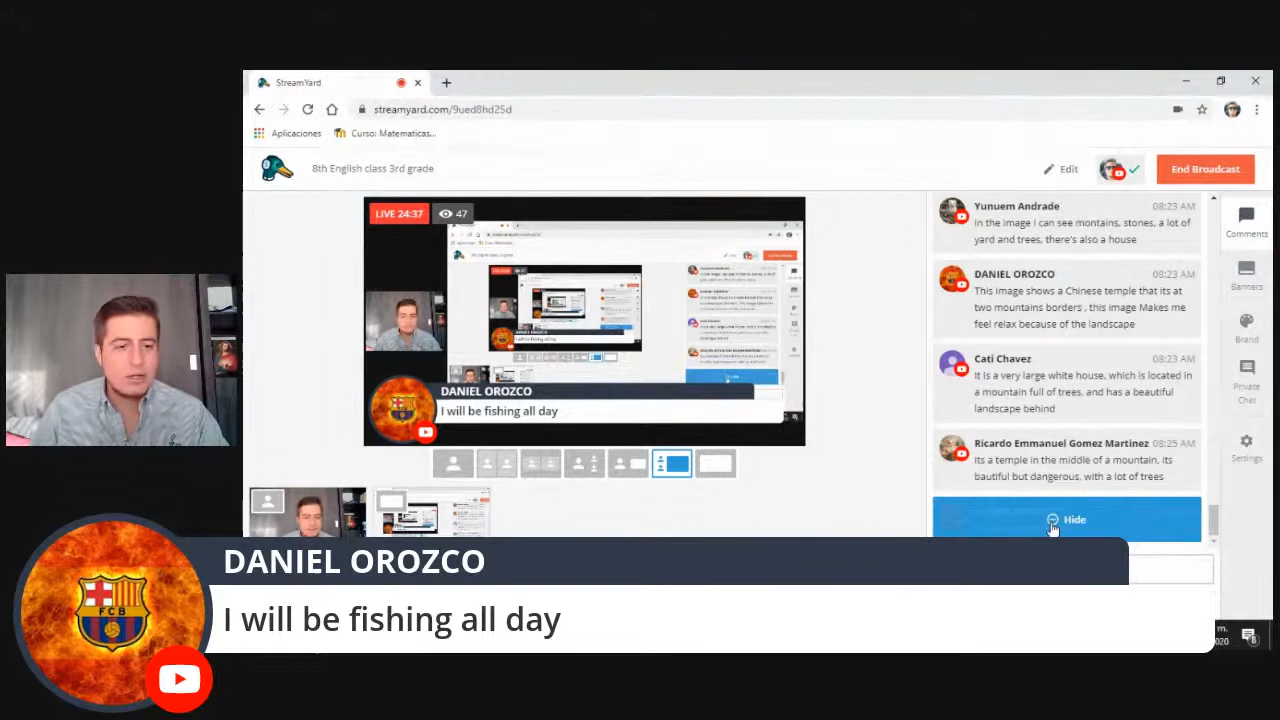 StreamYard
streamyard.com/9ued8hd25d
Aplicaciones
Curso: Matematicas...
8th English class 3rd grade
Edit
End Broadcast
LIVE 24:37
47
DANIEL OROZCO
I will be fishing all day
Yunuem Andrade 08:23 AM
in the image I can see montains, stones, a lot of
yard and trees, there's also a house
DANIEL OROZCO 08:23 AM
This image shows a Chinese temple that its at
two mountain borders , this image Makes me
feel relax because of the landscape
Cati Chavez 08:23 AM
It is a very large white house, which is located in
a mountain full of trees, and has a beautiful
landscape behind
Ricardo Emmanuel Gomez Martinez 08:25 AM
its a temple in the middle of a mountain, its
bautiful but dangerous, with a lot of trees
Hide
Comments
Banners
Brand
Private
Chat
Settings
m.
020
8
FCB
DANIEL OROZCO
I will be fishing all day